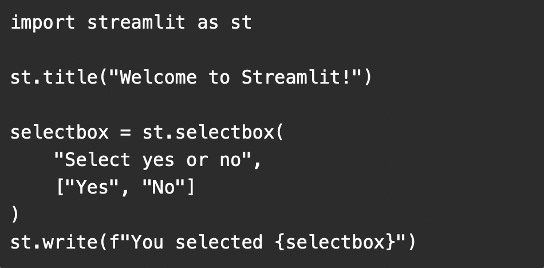 import streamlit as st

st.title("Welcome to Streamlit!")

selectbox = st.selectbox(
    "Select yes or no",
    ["Yes", "No"]
)
st.write(f"You selected {selectbox}")